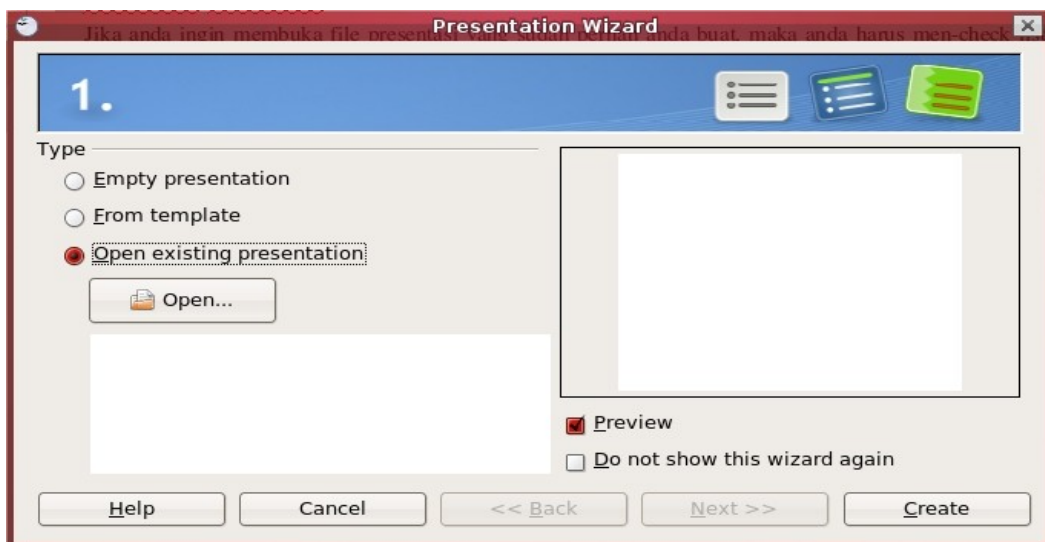 Presentation Wizard
Jika anda ingin membuka file presentasi yang sudah pernah anda buat, maka anda harus men-check
1.
Type
Empty presentation
From template
Open existing presentation
Open...
Preview
Do not show this wizard again
Help
Cancel
<< Back
Next >>
Create